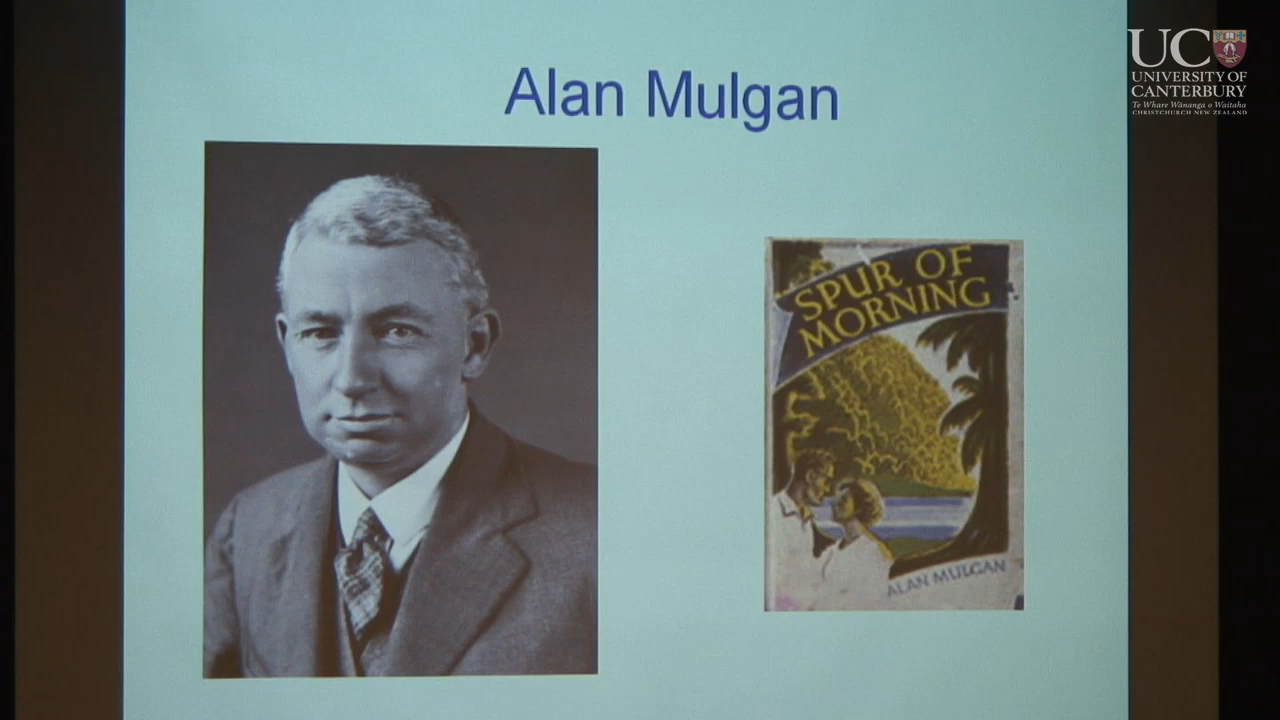 Alan Mulgan
UC
UNIVERSITY OF
CANTERBURY
Te Whare Wānanga o Waitaha
CHRISTCHURCH NEW ZEALAND
SPUR OF
MORNING
ALAN MULGAN